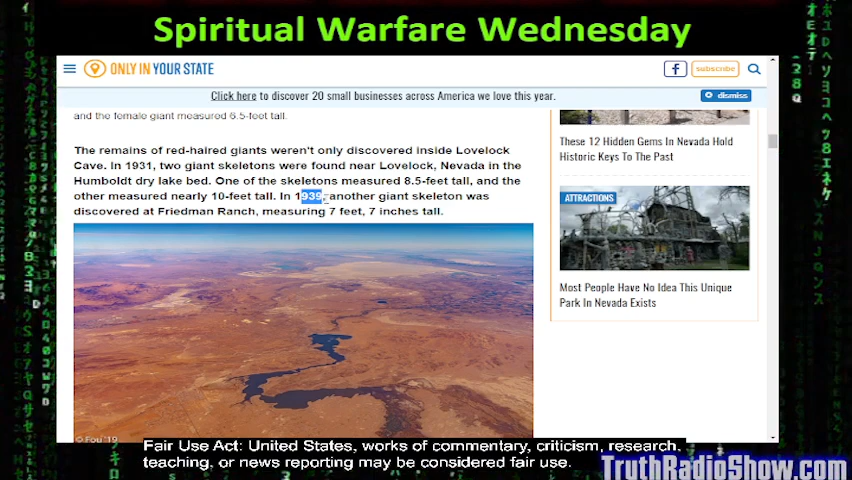 Spiritual Warfare Wednesday
ONLY IN YOUR STATE
subscribe
Click here to discover 20 small businesses across America we love this year.
dismiss
and the female giant measured 6.5-feet tall.
The remains of red-haired giants weren't only discovered inside Lovelock
Cave. In 1931, two giant skeletons were found near Lovelock, Nevada in the
Humboldt dry lake bed. One of the skeletons measured 8.5-feet tall, and the
other measured nearly 10-feet tall. In 1939, another giant skeleton was
discovered at Friedman Ranch, measuring 7 feet, 7 inches tall.
These 12 Hidden Gems In Nevada Hold
Historic Keys To The Past
ATTRACTIONS
Most People Have No Idea This Unique
Park In Nevada Exists
Fair Use Act: United States, works of commentary, criticism, research,
teaching, or news reporting may be considered fair use.
TruthRadioShow.com